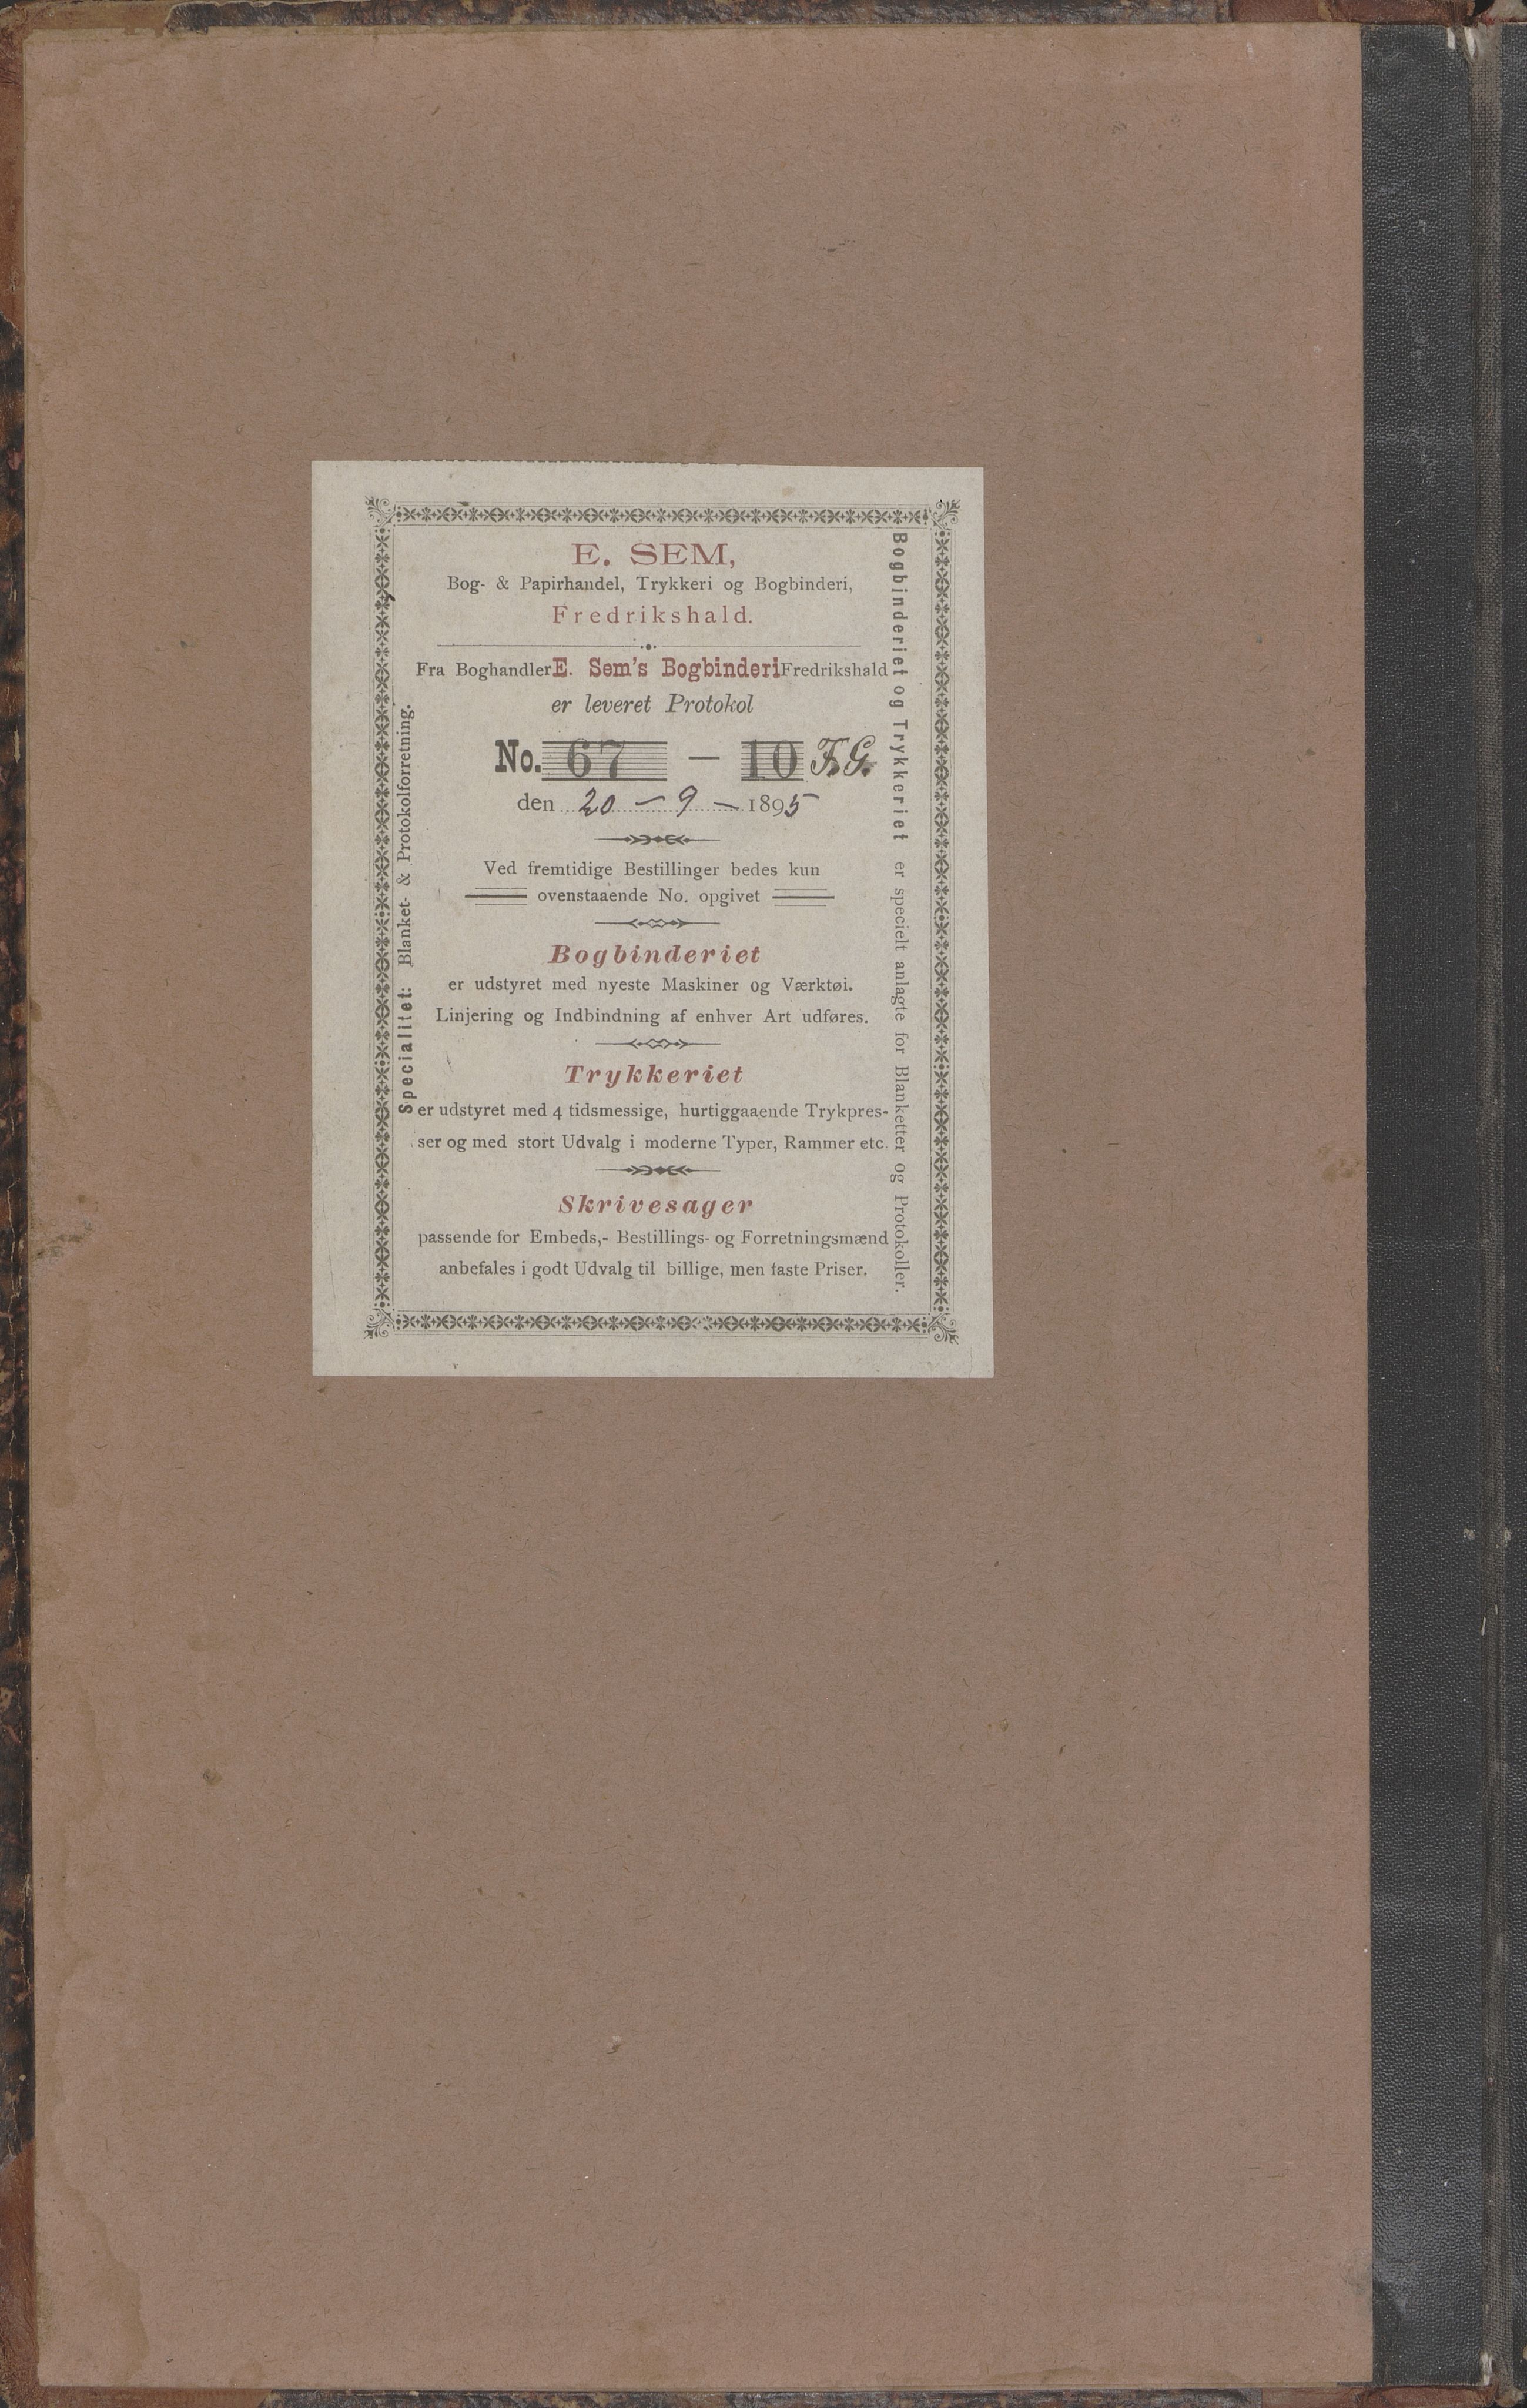 E. SEM,
Bog- & Papirhandel, Trykkeri og Bogbinderi,
Fredrikshald.
Fra Boghandler E. Sem's Bogbinderi Fredrikshald
er leveret Protokol
No. 67 — 10 F.G.
den 20 – 9 – 1895
Ved fremtidige Bestillinger bedes kun
ovenstaaende No. opgivet
Bogbinderiet
er udstyret med nyeste Maskiner og Værktøi.
Linjering og Indbindning af enhver Art udføres.
Trykkeriet
er udstyret med 4 tidsmessige, hurtiggaaende Trykpres-
ser og med stort Udvalg i moderne Typer, Rammer etc.
Skrivesager
passende for Embeds,- Bestillings- og Forretningsmænd
anbefales i godt Udvalg til billige, men faste Priser.
Specialitet: Blanket- & Protokolforretning.
Bogbinderiet og Trykkeriet er specielt anlagte for Blanketter og Protokoller.